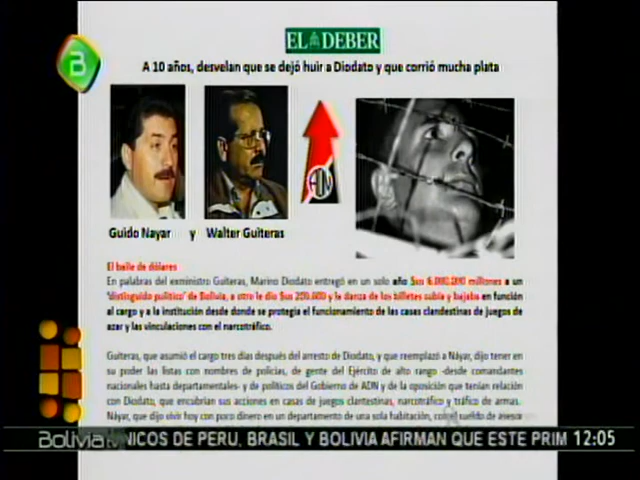 EL DEBER
B
A 10 años, desvelan que se dejó huir a Diodato y que corrió mucha plata
ADN
Guido Nayar y Walter Guiteras
El baile de dólares
En palabras del exministro Guiteras, Marino Diodato entregó en un solo año $us 6.000.000 millones a un
'distinguido político' de Bolivia, a otro le dio $us 200.000 y la danza de los billetes subía y bajaba en función
al cargo y a la institución desde donde se protegía el funcionamiento de las casas clandestinas de juegos de
azar y las vinculaciones con el narcotráfico.
Guiteras, que asumió el cargo tres días después del arresto de Diodato, y que reemplazó a Náyar, dijo tener en
su poder las listas con nombres de policías, de gente del Ejército de alto rango -desde comandantes
nacionales hasta departamentales- y de políticos del Gobierno de ADN y de la oposición que tenían relación
con Diodato, que encubrían sus acciones en casas de juegos clandestinas, narcotráfico y tráfico de armas.
Náyar, que dijo vivir hoy con poco dinero en un departamento de una sola habitación, con el sueldo de asesor
Bolivia tv NICOS DE PERU, BRASIL Y BOLIVIA AFIRMAN QUE ESTE PRIM 12:05